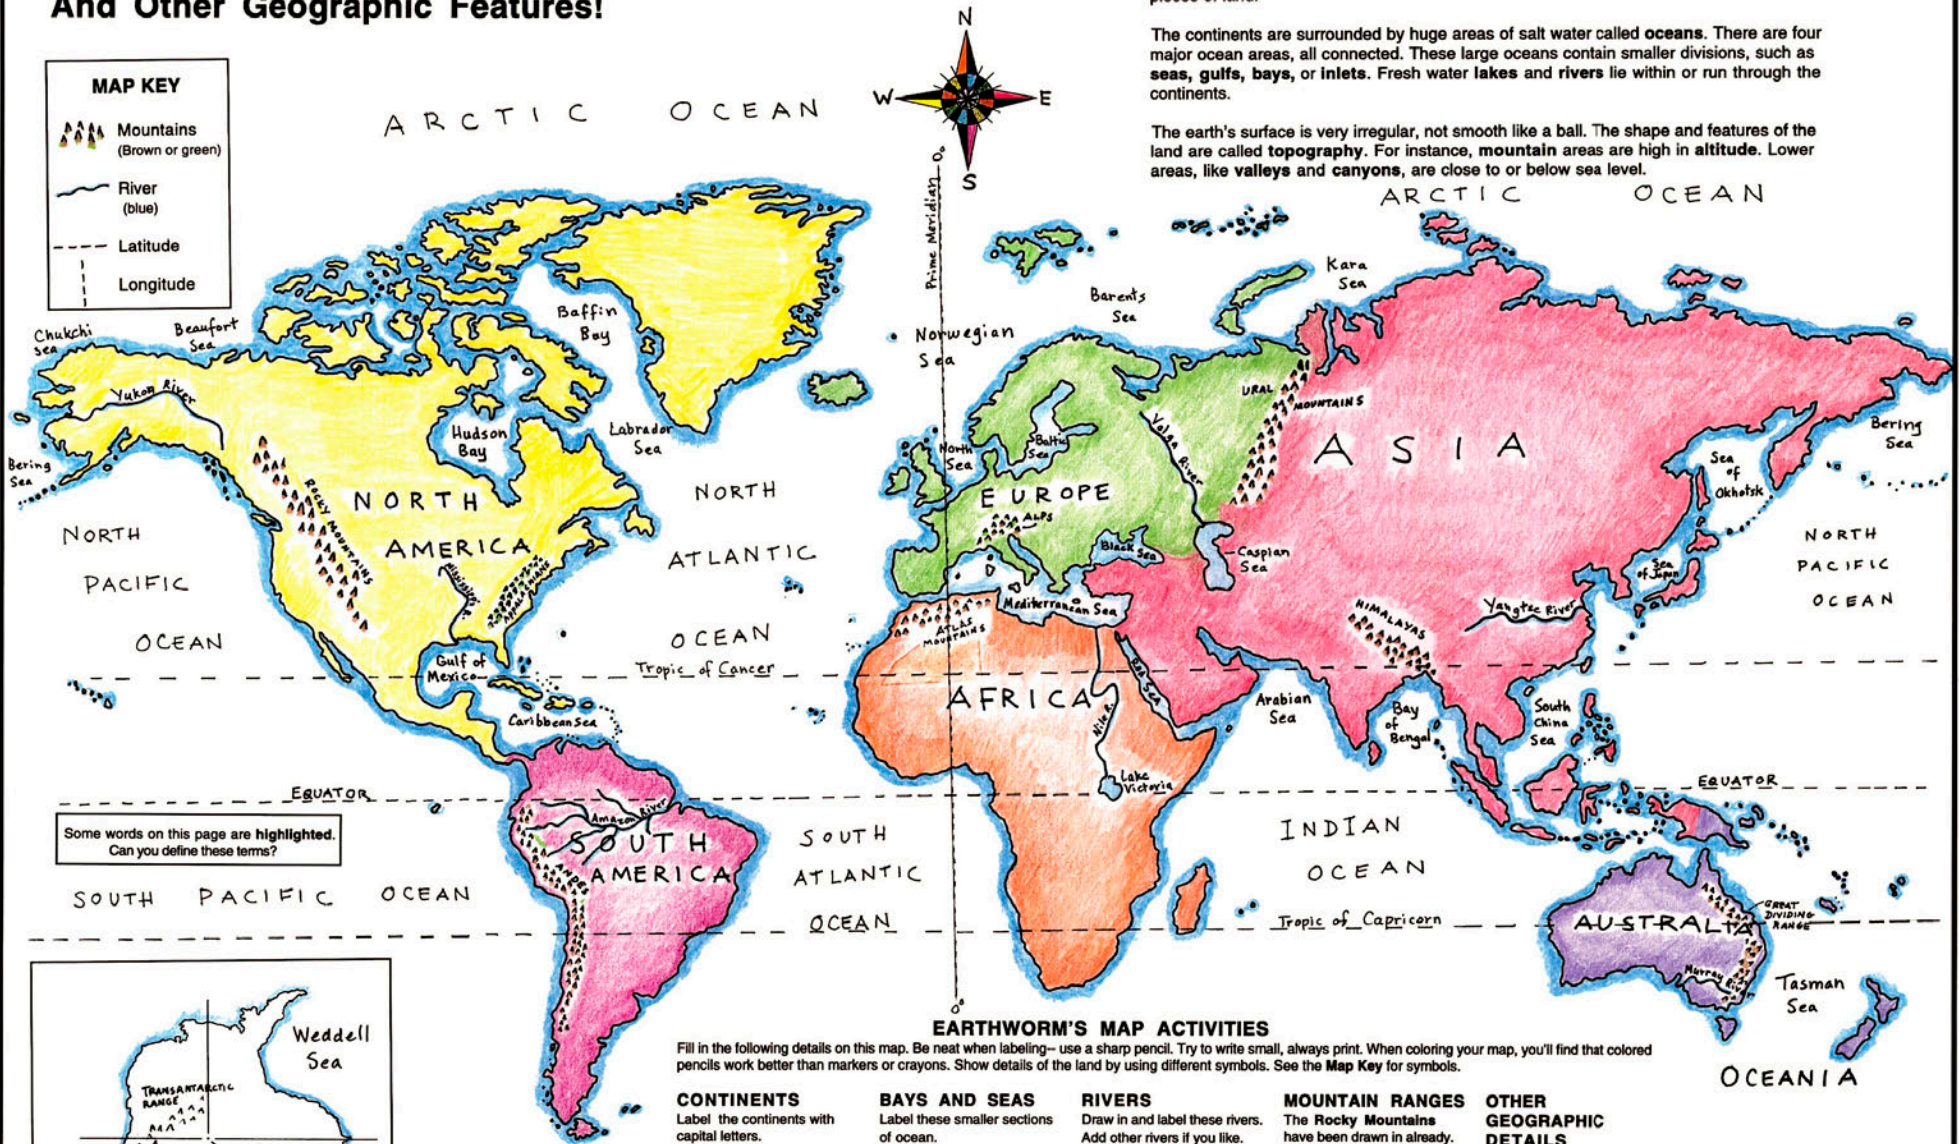 And Other Geographic Features!
The continents are surrounded by huge areas of salt water called oceans. There are four
major ocean areas, all connected. These large oceans contain smaller divisions, such as
seas, gulfs, bays, or inlets. Fresh water lakes and rivers lie within or run through the
continents.
The earth's surface is very irregular, not smooth like a ball. The shape and features of the
land are called topography. For instance, mountain areas are high in altitude. Lower
areas, like valleys and canyons, are close to or below sea level.
MAP KEY
Mountains
(Brown or green)
River
(blue)
Latitude
Longitude
N
W
E
S
ARCTIC OCEAN
ARCTIC OCEAN
Prime Meridian 0°
Chukchi
Sea
Beaufort
Sea
Baffin
Bay
Norwegian
Sea
Barents
Sea
Kara
Sea
Yukon River
Bering
Sea
Hudson
Bay
Labrador
Sea
North
Sea
Baltic
Sea
Volga River
URAL
MOUNTAINS
ASIA
Sea
of
Okhotsk
Bering
Sea
NORTH
PACIFIC
OCEAN
ROCKY MOUNTAINS
NORTH
AMERICA
Mississippi
APPALACHIANS
NORTH
ATLANTIC
OCEAN
EUROPE
ALPS
Black Sea
Caspian
Sea
Mediterranean Sea
ATLAS
MOUNTAINS
HIMALAYAS
Yangtze River
Sea
of Japan
NORTH
PACIFIC
OCEAN
Gulf of
Mexico
Tropic of Cancer
Caribbean Sea
AFRICA
Nile R.
Red Sea
Arabian
Sea
Bay
of
Bengal
South
China
Sea
Lake
Victoria
EQUATOR
EQUATOR
Some words on this page are highlighted.
Can you define these terms?
Amazon River
SOUTH
AMERICA
ANDES
SOUTH
ATLANTIC
OCEAN
INDIAN
OCEAN
SOUTH PACIFIC OCEAN
Tropic of Capricorn
AUSTRALIA
GREAT
DIVIDING
RANGE
Murray River
Tasman
Sea
OCEANIA
0°
Weddell
Sea
TRANSANTARCTIC
RANGE
EARTHWORM'S MAP ACTIVITIES
Fill in the following details on this map. Be neat when labeling-- use a sharp pencil. Try to write small, always print. When coloring your map, you'll find that colored
pencils work better than markers or crayons. Show details of the land by using different symbols. See the Map Key for symbols.
CONTINENTS
Label the continents with
capital letters.
BAYS AND SEAS
Label these smaller sections
of ocean.
RIVERS
Draw in and label these rivers.
Add other rivers if you like.
MOUNTAIN RANGES
The Rocky Mountains
have been drawn in already.
OTHER
GEOGRAPHIC
DETAILS